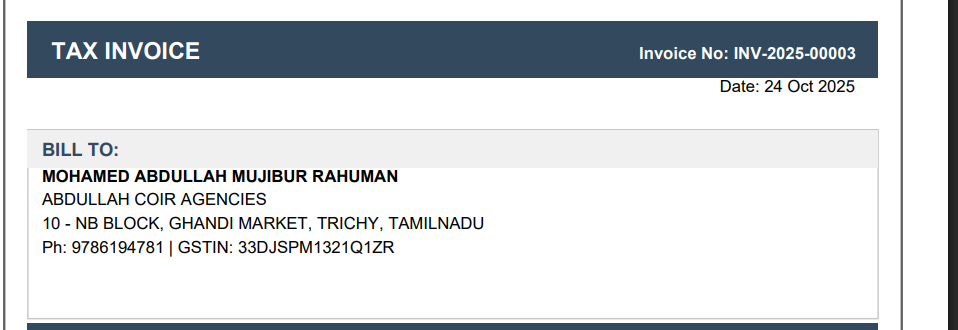 TAX INVOICE
Invoice No: INV-2025-00003
Date: 24 Oct 2025
BILL TO:
MOHAMED ABDULLAH MUJIBUR RAHUMAN
ABDULLAH COIR AGENCIES
10 - NB BLOCK, GHANDI MARKET, TRICHY, TAMILNADU
Ph: 9786194781 | GSTIN: 33DJSPM1321Q1ZR